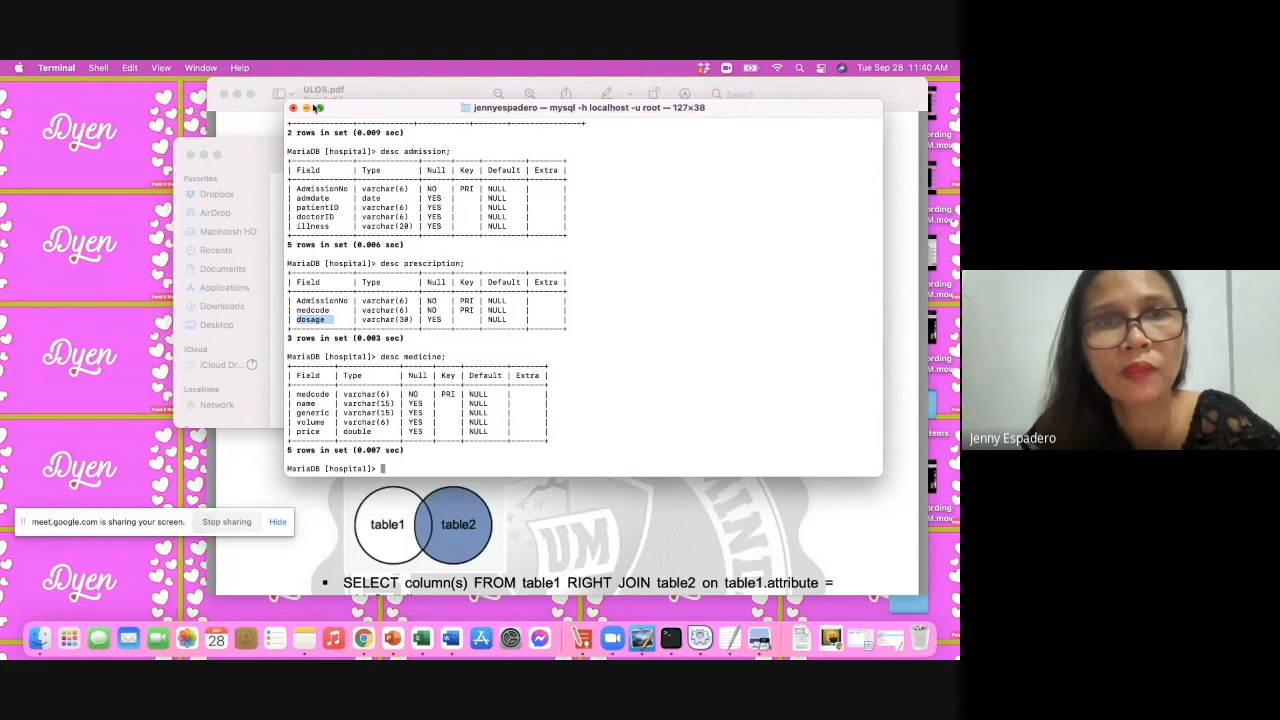 Terminal Shell Edit View Window Help Tue Sep 28 11:40 AM
ULO5.pdf
Search
jennyespadero — mysql -h localhost -u root — 127×38
2 rows in set (0.009 sec)
MariaDB [hospital]> desc admission;
| Field | Type | Null | Key | Default | Extra |
| AdmissionNo | varchar(6) | NO | PRI | NULL | |
| admdate | date | YES | | NULL | |
| patientID | varchar(6) | YES | | NULL | |
| doctorID | varchar(6) | YES | | NULL | |
| illness | varchar(20) | YES | | NULL | |
5 rows in set (0.006 sec)
MariaDB [hospital]> desc prescription;
| Field | Type | Null | Key | Default | Extra |
| AdmissionNo | varchar(6) | NO | PRI | NULL | |
| medcode | varchar(6) | NO | PRI | NULL | |
| dosage | varchar(30) | YES | | NULL | |
3 rows in set (0.003 sec)
MariaDB [hospital]> desc medicine;
| Field | Type | Null | Key | Default | Extra |
| medcode | varchar(6) | NO | PRI | NULL | |
| name | varchar(15) | YES | | NULL | |
| generic | varchar(15) | YES | | NULL | |
| volume | varchar(6) | YES | | NULL | |
| price | double | YES | | NULL | |
5 rows in set (0.007 sec)
MariaDB [hospital]>
Favorites
Dropbox
AirDrop
Macintosh HD
Recents
Documents
Applications
Downloads
Desktop
iCloud
iCloud Dr...
Locations
Network
Dyen
Dyen
Dyen
Dyen
Dyen
meet.google.com is sharing your screen. Stop sharing Hide
table1 table2
UM
▪ SELECT column(s) FROM table1 RIGHT JOIN table2 on table1.attribute =
28
Jenny Espadero